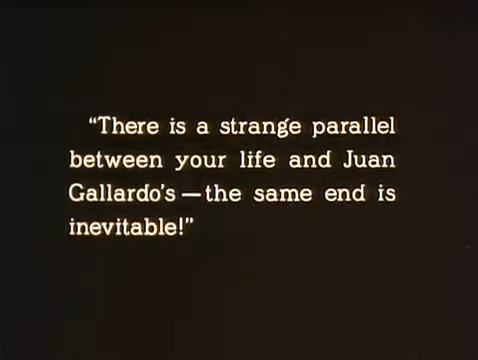 “There is a strange parallel
between your life and Juan
Gallardo's — the same end is
inevitable!”